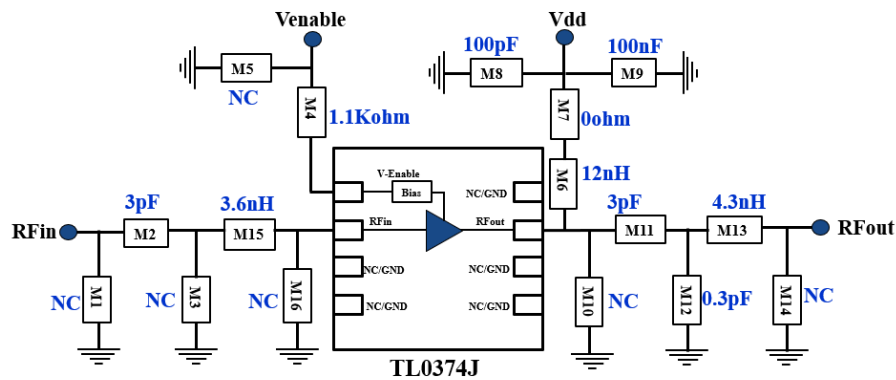 Venable
Vdd
100pF
100nF
M5
M8
M9
NC
M4
1.1Kohm
M7
0ohm
V-Enable
Bias
NC/GND
M6
12nH
3pF
3.6nH
3pF
4.3nH
RFin
M2
M15
RFin
RFout
M11
M13
RFout
NC
M1
NC
M3
NC
M16
NC/GND
NC/GND
NC/GND
NC/GND
M10
NC
M12
0.3pF
M14
NC
TL0374J